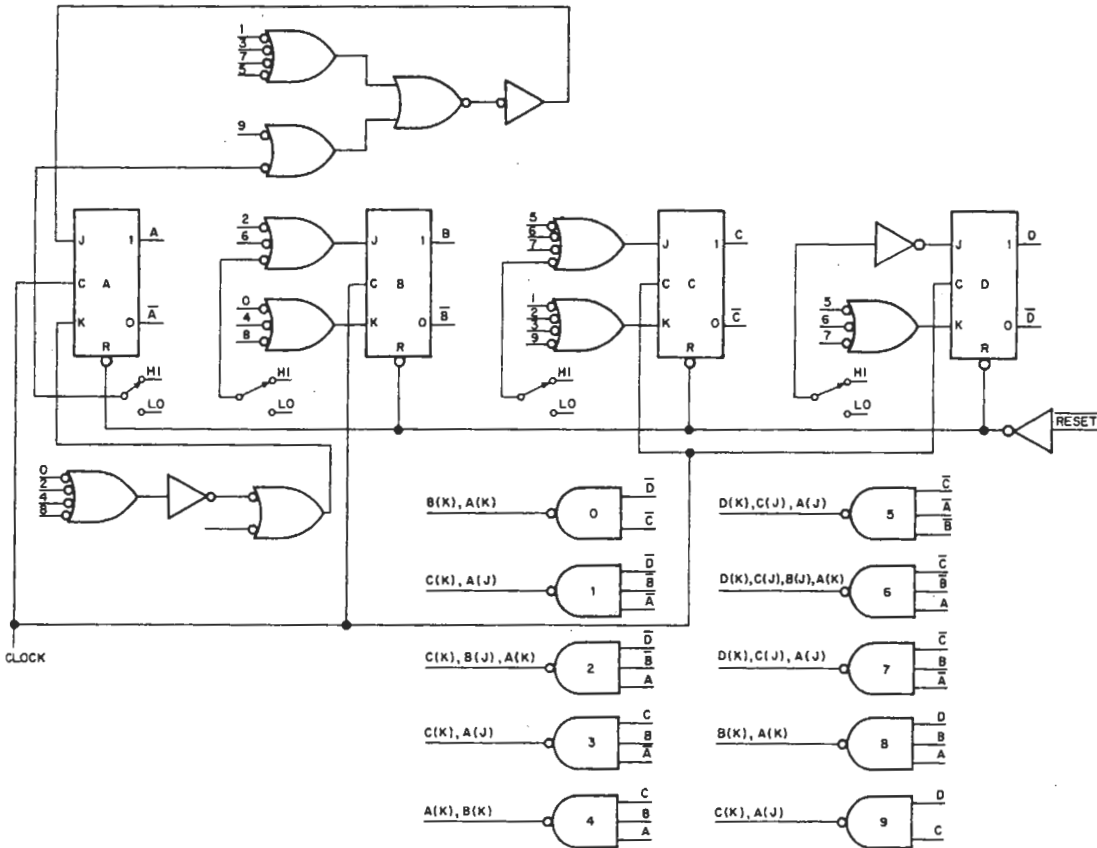 1
3
7
5
9
J 1 A
C A
K 0 A̅
R
HI
LO
2
6
0
4
8
J 1 B
C B
K 0 B̅
R
HI
LO
5
6
7
1
2
3
9
J 1 C
C C
K 0 C̅
R
HI
LO
5
6
7
J 1 D
C D
K 0 D̅
R
HI
LO
R̅E̅S̅E̅T̅
0
2
4
8
CLOCK
B(K), A(K) 0 D̅ C̅
C(K), A(J) 1 D̅ B̅ A̅
C(K), B(J), A(K) 2 D̅ B̅ A
C(K), A(J) 3 C B A̅
A(K), B(K) 4 C B A
D(K), C(J), A(J) 5 C̅ A̅ B̅
D(K), C(J), B(J), A(K) 6 C̅ B̅ A
D(K), C(J), A(J) 7 C̅ B A̅
B(K), A(K) 8 D B A
C(K), A(J) 9 D C